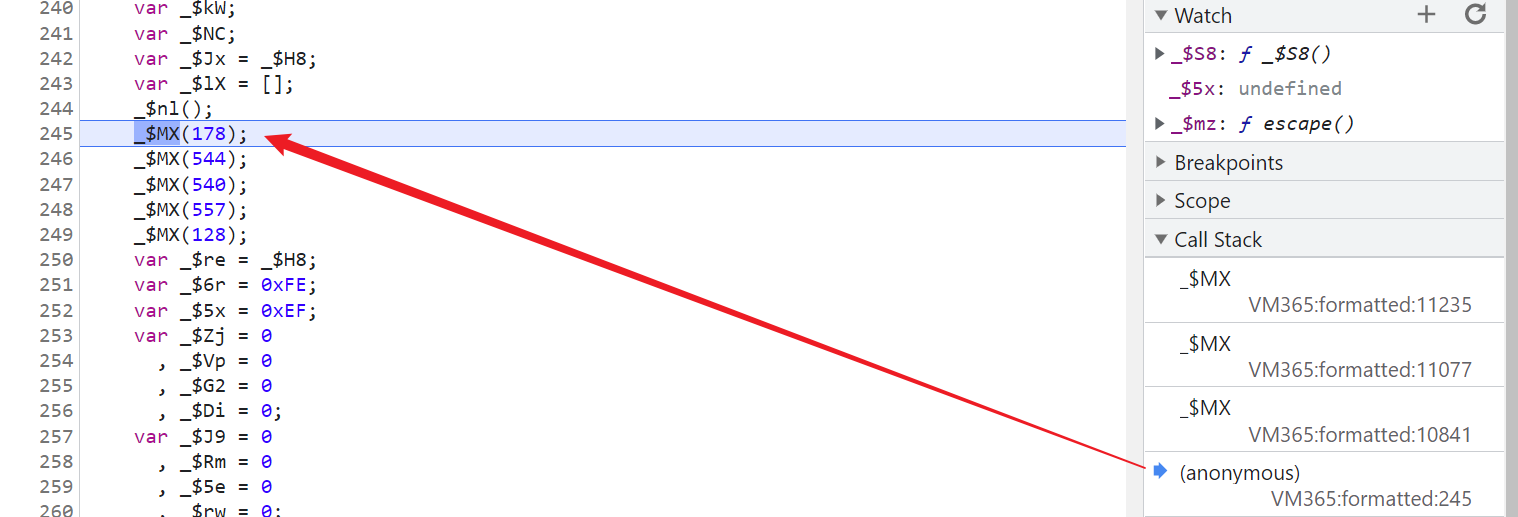 240 var _$kW;
241 var _$NC;
242 var _$Jx = _$H8;
243 var _$lX = [];
244 _$nl();
245 _$MX(178);
246 _$MX(544);
247 _$MX(540);
248 _$MX(557);
249 _$MX(128);
250 var _$re = _$H8;
251 var _$6r = 0xFE;
252 var _$5x = 0xEF;
253 var _$Zj = 0
254 , _$Vp = 0
255 , _$G2 = 0
256 , _$Di = 0;
257 var _$J9 = 0
258 , _$Rm = 0
259 , _$5e = 0
260 , _$rw = 0;
Watch
_$S8: ƒ _$S8()
_$5x: undefined
_$mz: ƒ escape()
Breakpoints
Scope
Call Stack
_$MX
VM365:formatted:11235
_$MX
VM365:formatted:11077
_$MX
VM365:formatted:10841
(anonymous)
VM365:formatted:245